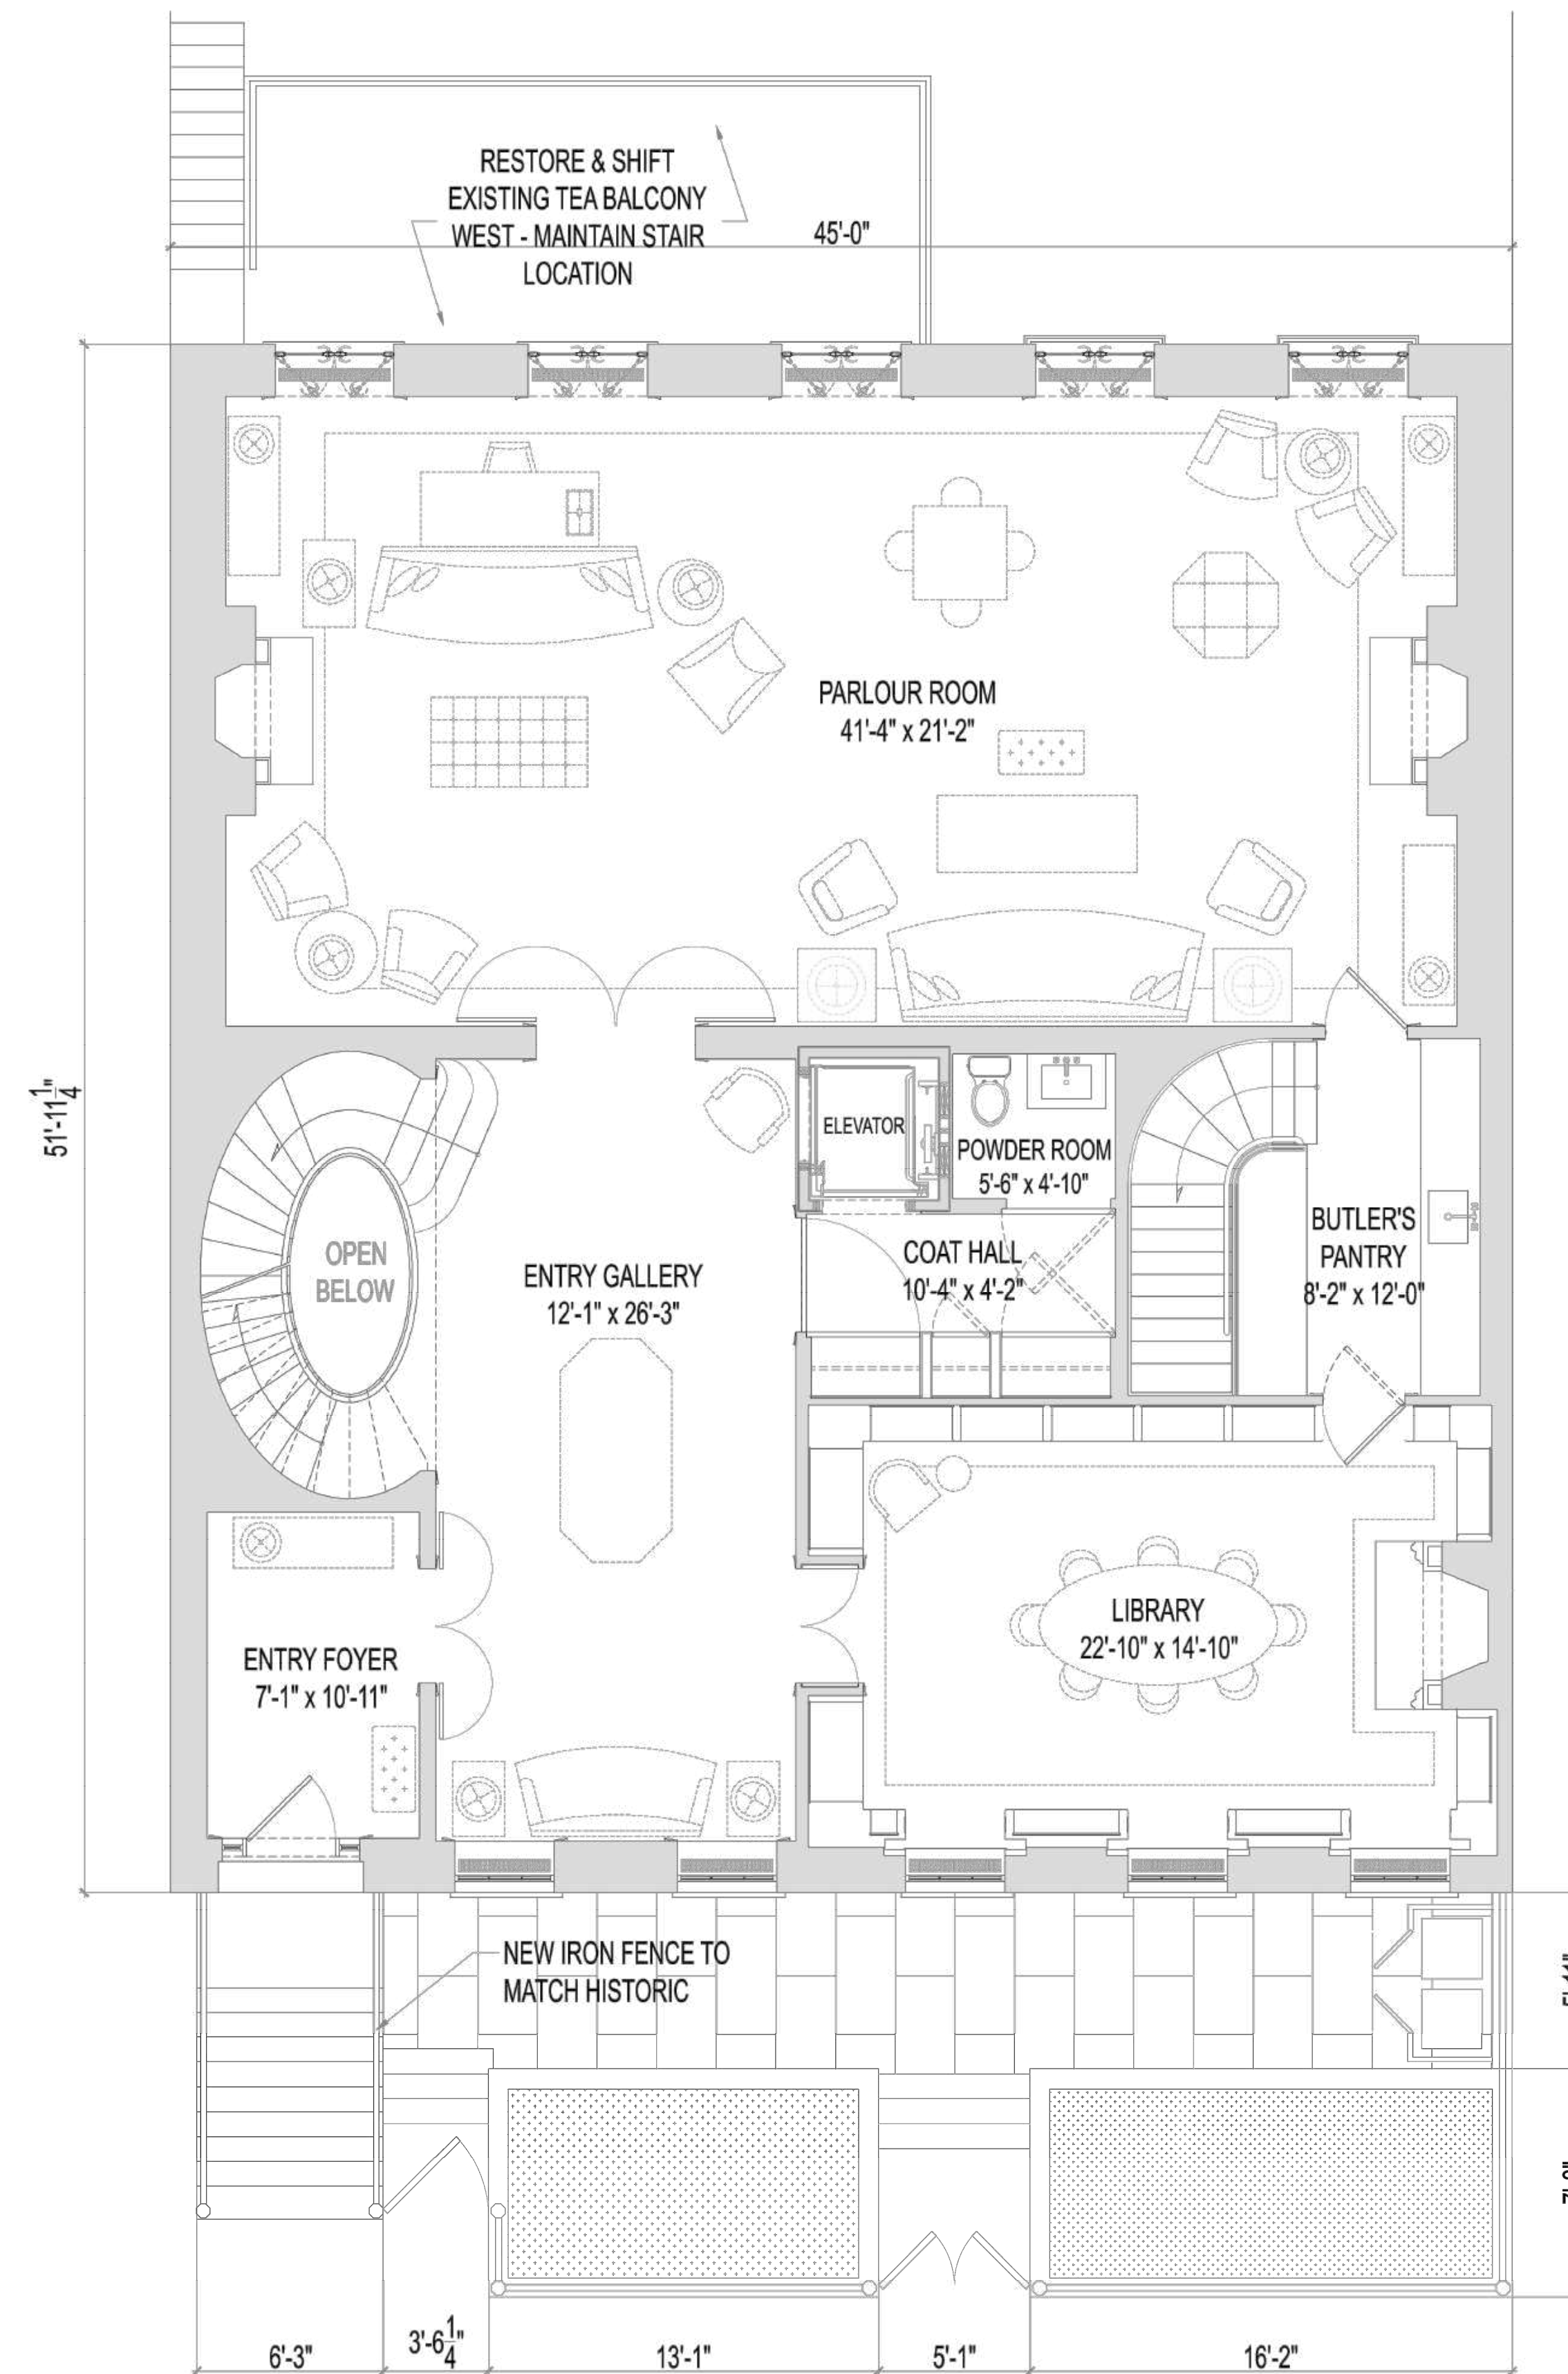 RESTORE & SHIFT
EXISTING TEA BALCONY
WEST - MAINTAIN STAIR
LOCATION
45'-0"
51'-11 1/4"
PARLOUR ROOM
41'-4" x 21'-2"
ELEVATOR
POWDER ROOM
5'-6" x 4'-10"
OPEN
BELOW
ENTRY GALLERY
12'-1" x 26'-3"
COAT HALL
10'-4" x 4'-2"
BUTLER'S
PANTRY
8'-2" x 12'-0"
LIBRARY
22'-10" x 14'-10"
ENTRY FOYER
7'-1" x 10'-11"
NEW IRON FENCE TO
MATCH HISTORIC
6'-3"
3'-6 1/4"
13'-1"
5'-1"
16'-2"